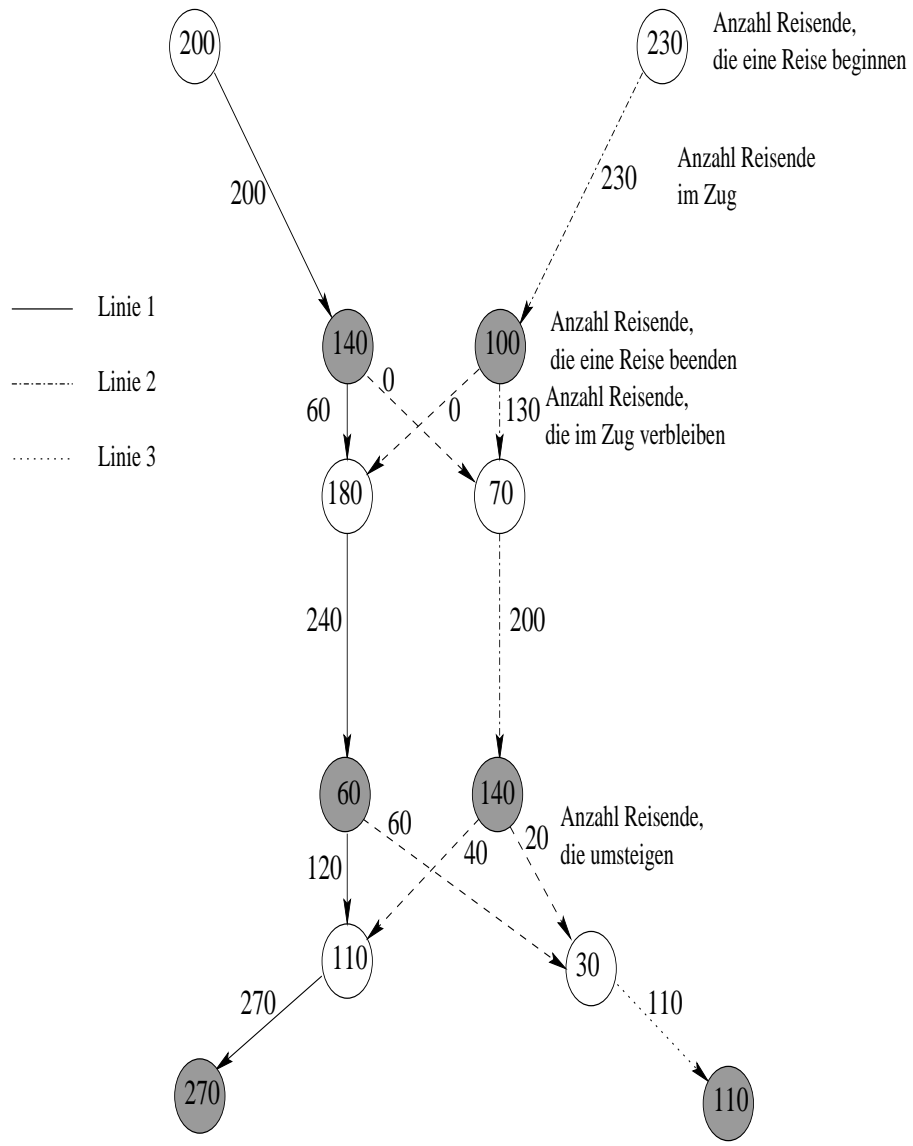 200
230
Anzahl Reisende,
die eine Reise beginnen
200
230
Anzahl Reisende
im Zug
Linie 1
Linie 2
Linie 3
140
100
Anzahl Reisende,
die eine Reise beenden
60
0
0
130
Anzahl Reisende,
die im Zug verbleiben
180
70
240
200
60
140
60
40
20
Anzahl Reisende,
die umsteigen
120
110
30
270
110
270
110